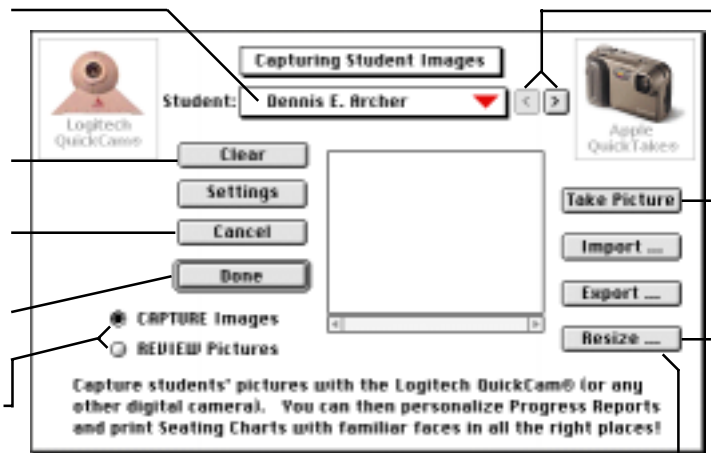 Capturing Student Images
Student: Dennis E. Archer
< >
Logitech
QuickCam®
Apple
QuickTake®
Clear
Settings
Cancel
Done
Take Picture
Import ...
Export ...
Resize ...
CAPTURE Images
REVIEW Pictures
Capture students' pictures with the Logitech QuickCam® (or any
other digital camera). You can then personalize Progress Reports
and print Seating Charts with familiar faces in all the right places!